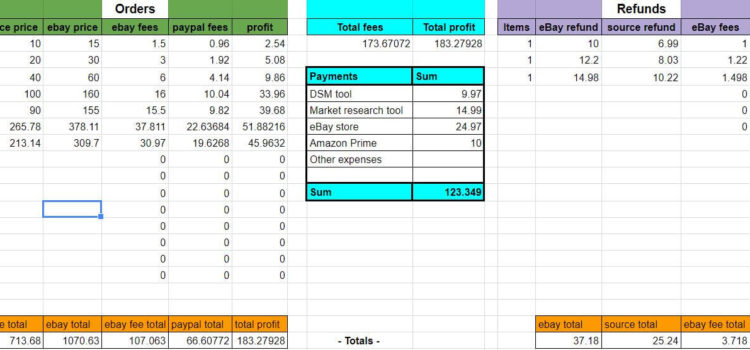 Orders Refunds
ce price ebay price ebay fees paypal fees profit Total fees Total profit Items eBay refund source refund eBay fees
10 15 1.5 0.96 2.54 173.67072 183.27928 1 10 6.99 1
20 30 3 1.92 5.08 1 12.2 8.03 1.22
40 60 6 4.14 9.86 Payments Sum 1 14.98 10.22 1.498
100 160 16 10.04 33.96 DSM tool 9.97 0
90 155 15.5 9.82 39.68 Market research tool 14.99 0
265.78 378.11 37.811 22.63684 51.88216 eBay store 24.97 0
213.14 309.7 30.97 19.6268 45.9632 Amazon Prime 10
0 0 Other expenses
0 0
0 0 Sum 123.349
0 0
0 0
0 0
0 0
0 0
e total ebay total ebay fee total paypal total total profit ebay total source total ebay fee total
713.68 1070.63 107.063 66.60772 183.27928 - Totals - 37.18 25.24 3.718